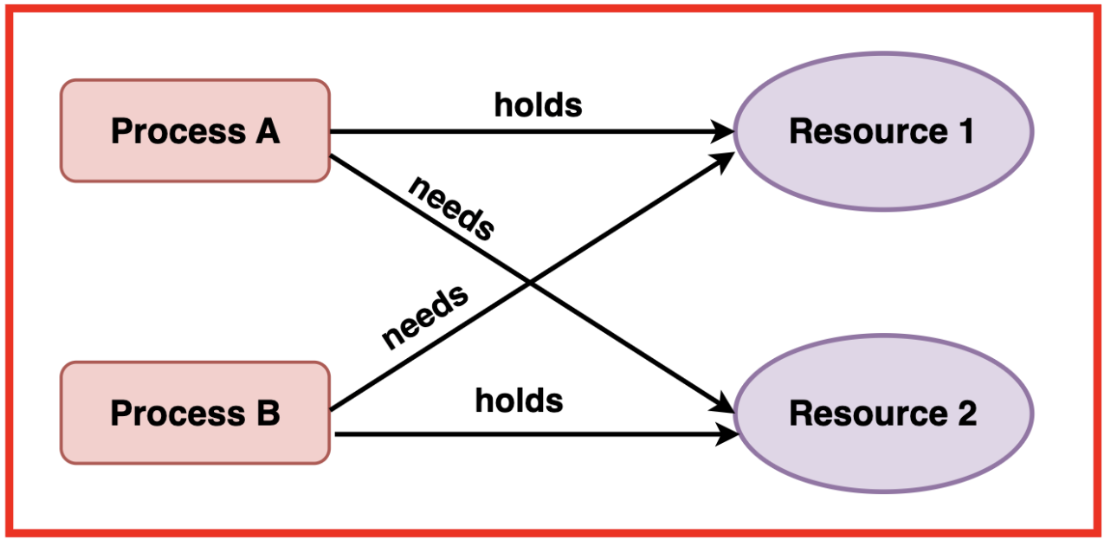 Process A
holds
Resource 1
needs
needs
Process B
holds
Resource 2